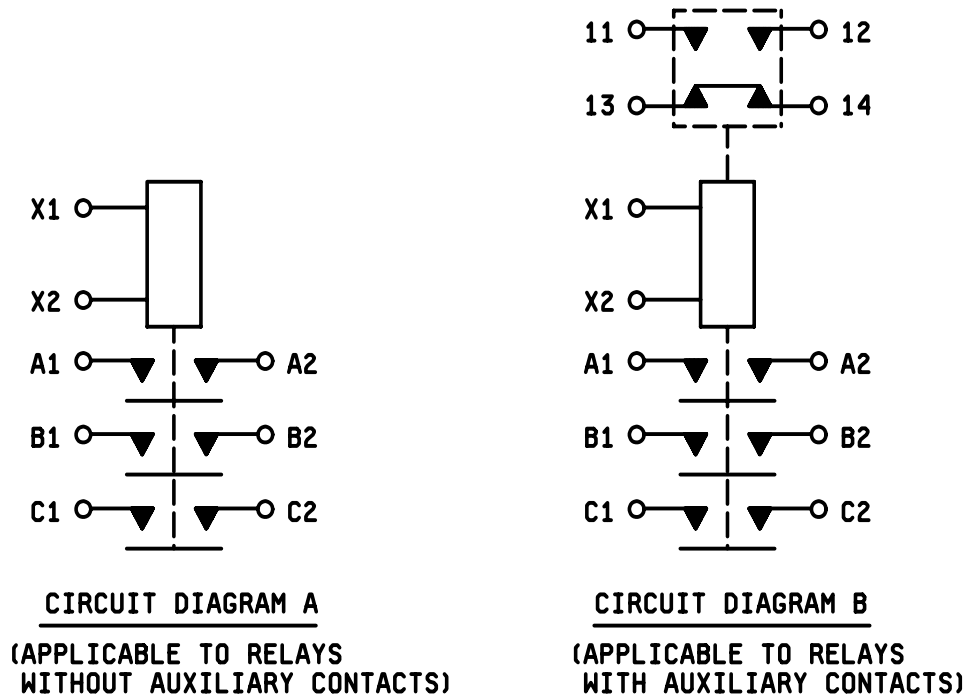 11 12
13 14
X1 X1
X2 X2
A1 A2 A1 A2
B1 B2 B1 B2
C1 C2 C1 C2
CIRCUIT DIAGRAM A
(APPLICABLE TO RELAYS
WITHOUT AUXILIARY CONTACTS)
CIRCUIT DIAGRAM B
(APPLICABLE TO RELAYS
WITH AUXILIARY CONTACTS)